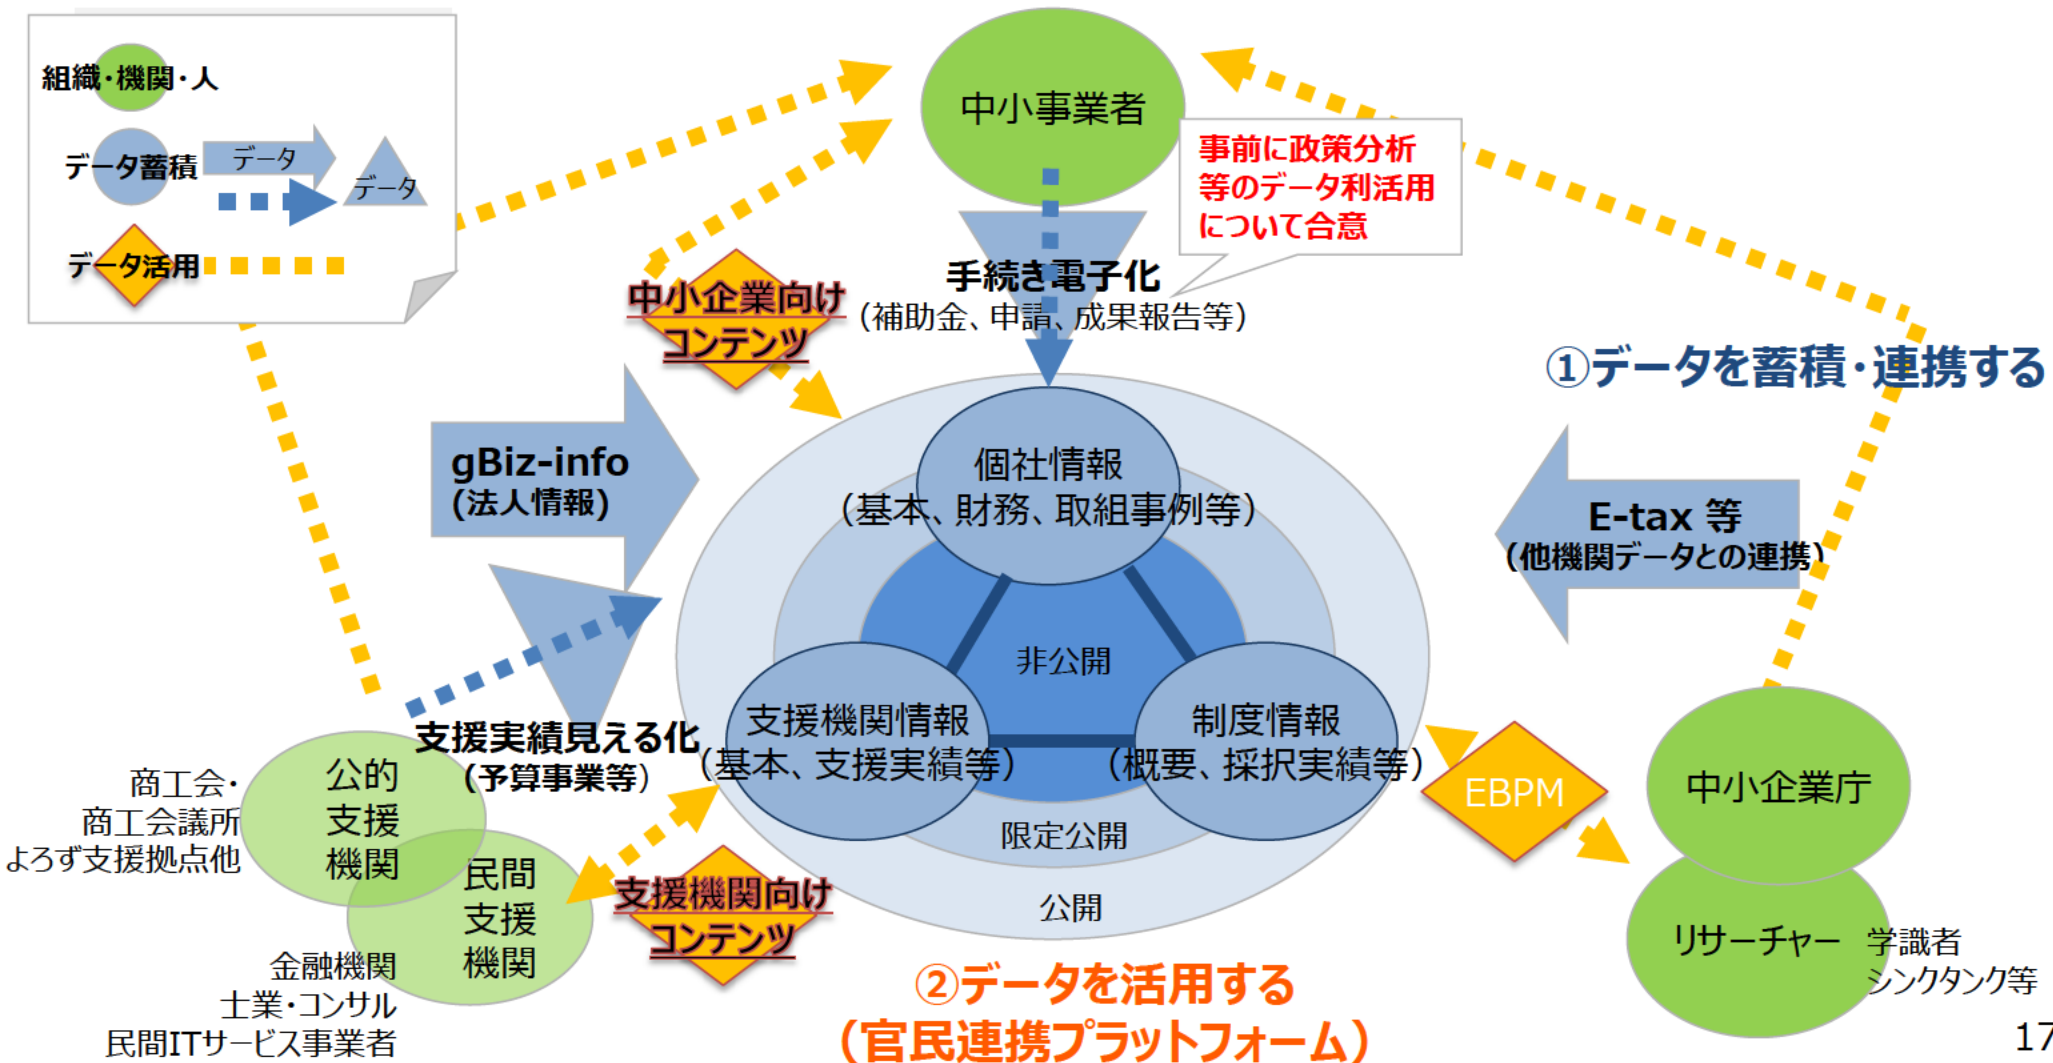 組織・機関・人
データ蓄積
データ
データ
データ活用
中小事業者
事前に政策分析
等のデータ利活用
について合意
手続き電子化
（補助金、申請、成果報告等）
中小企業向け
コンテンツ
①データを蓄積・連携する
gBiz-info
(法人情報)
個社情報
（基本、財務、取組事例等）
E-tax 等
（他機関データとの連携）
非公開
支援機関情報
（基本、支援実績等）
制度情報
（概要、採択実績等）
限定公開
公開
支援実績見える化
（予算事業等）
公的
支援
機関
商工会・
商工会議所
よろず支援拠点他
民間
支援
機関
金融機関
士業・コンサル
民間ITサービス事業者
支援機関向け
コンテンツ
EBPM
中小企業庁
リサーチャー
学識者
シンクタンク等
②データを活用する
（官民連携プラットフォーム）
17